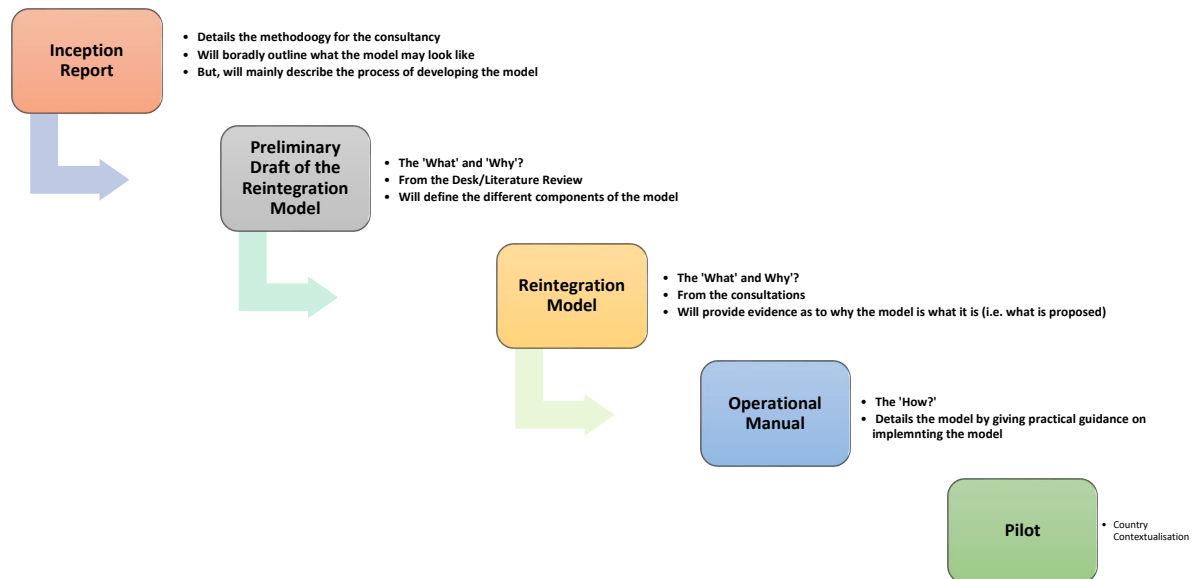 Inception
Report
• Details the methodoogy for the consultancy
• Will boradly outline what the model may look like
• But, will mainly describe the process of developing the model
Preliminary
Draft of the
Reintegration
Model
• The 'What' and 'Why'?
• From the Desk/Literature Review
• Will define the different components of the model
Reintegration
Model
• The 'What' and Why'?
• From the consultations
• Will provide evidence as to why the model is what it is (i.e. what is proposed)
Operational
Manual
• The 'How?'
• Details the model by giving practical guidance on
implemnting the model
Pilot
• Country
Contextualisation